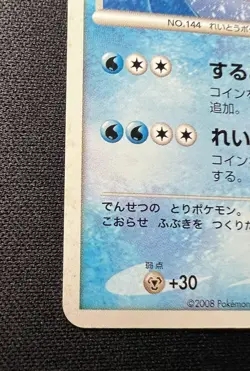 NO.144 れいとうポ
する
コインを
追加。
れい
コイン
する。
でんせつの とりポケモン。
こおらせ ふぶきを つくりだ
弱点
+30
©2008 Pokémon